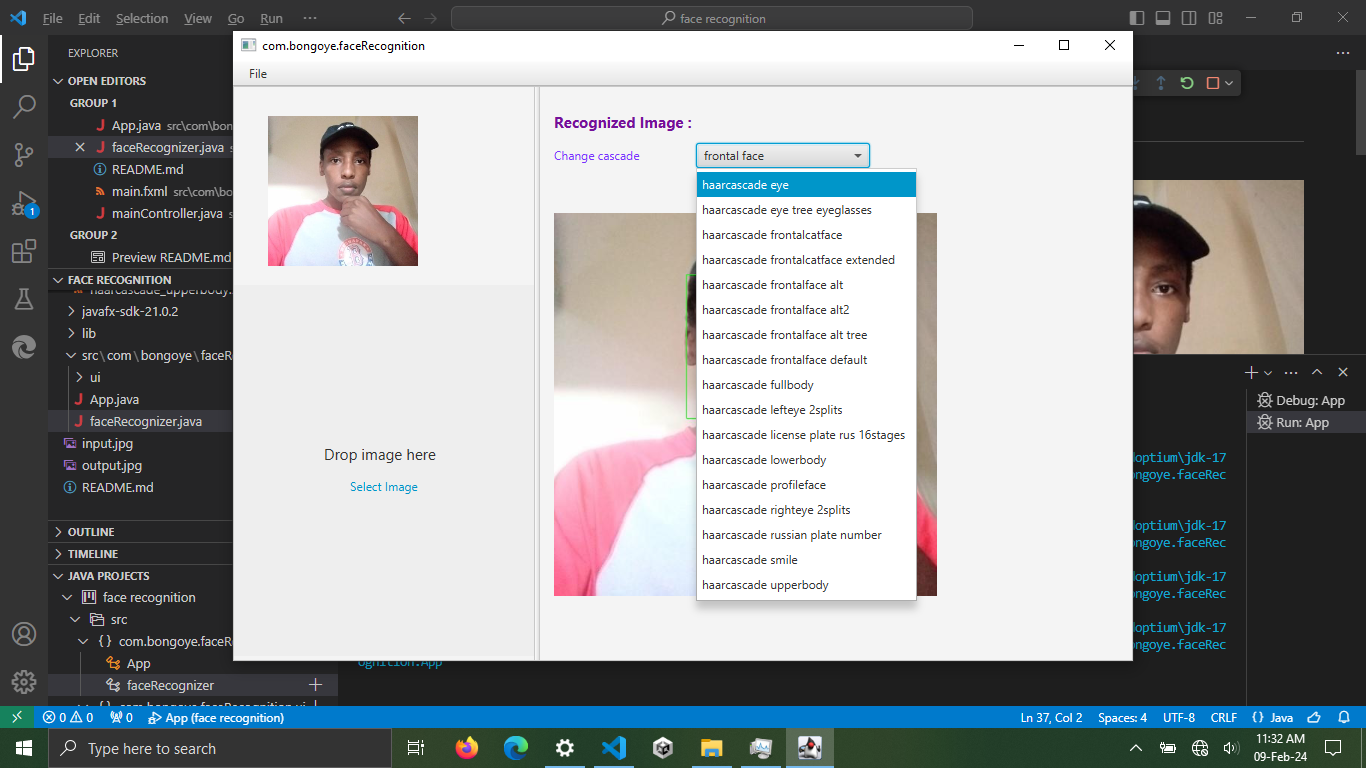 File Edit Selection View Go Run ··· face recognition
EXPLORER
OPEN EDITORS
GROUP 1
App.java src\com\bon
faceRecognizer.java
README.md
main.fxml src\com\bo
mainController.java
GROUP 2
Preview README.md
FACE RECOGNITION
haarcascade_upperbody.
javafx-sdk-21.0.2
lib
src\com\bongoye\faceRe
ui
App.java
faceRecognizer.java
input.jpg
output.jpg
README.md
OUTLINE
TIMELINE
JAVA PROJECTS
face recognition
src
com.bongoye.faceR
App
faceRecognizer
com.bongoye.faceRecognition
File
Drop image here
Select Image
Recognized Image :
Change cascade
frontal face
haarcascade eye
haarcascade eye tree eyeglasses
haarcascade frontalcatface
haarcascade frontalcatface extended
haarcascade frontalface alt
haarcascade frontalface alt2
haarcascade frontalface alt tree
haarcascade frontalface default
haarcascade fullbody
haarcascade lefteye 2splits
haarcascade license plate rus 16stages
haarcascade lowerbody
haarcascade profileface
haarcascade righteye 2splits
haarcascade russian plate number
haarcascade smile
haarcascade upperbody
Debug: App
Run: App
doptium\jdk-17
ongoye.faceRec
doptium\jdk-17
ongoye.faceRec
doptium\jdk-17
ongoye.faceRec
doptium\jdk-17
ongoye.faceRec
ognition.App
1
0 0 0 App (face recognition) Ln 37, Col 2 Spaces: 4 UTF-8 CRLF {} Java
Type here to search
11:32 AM
09-Feb-24